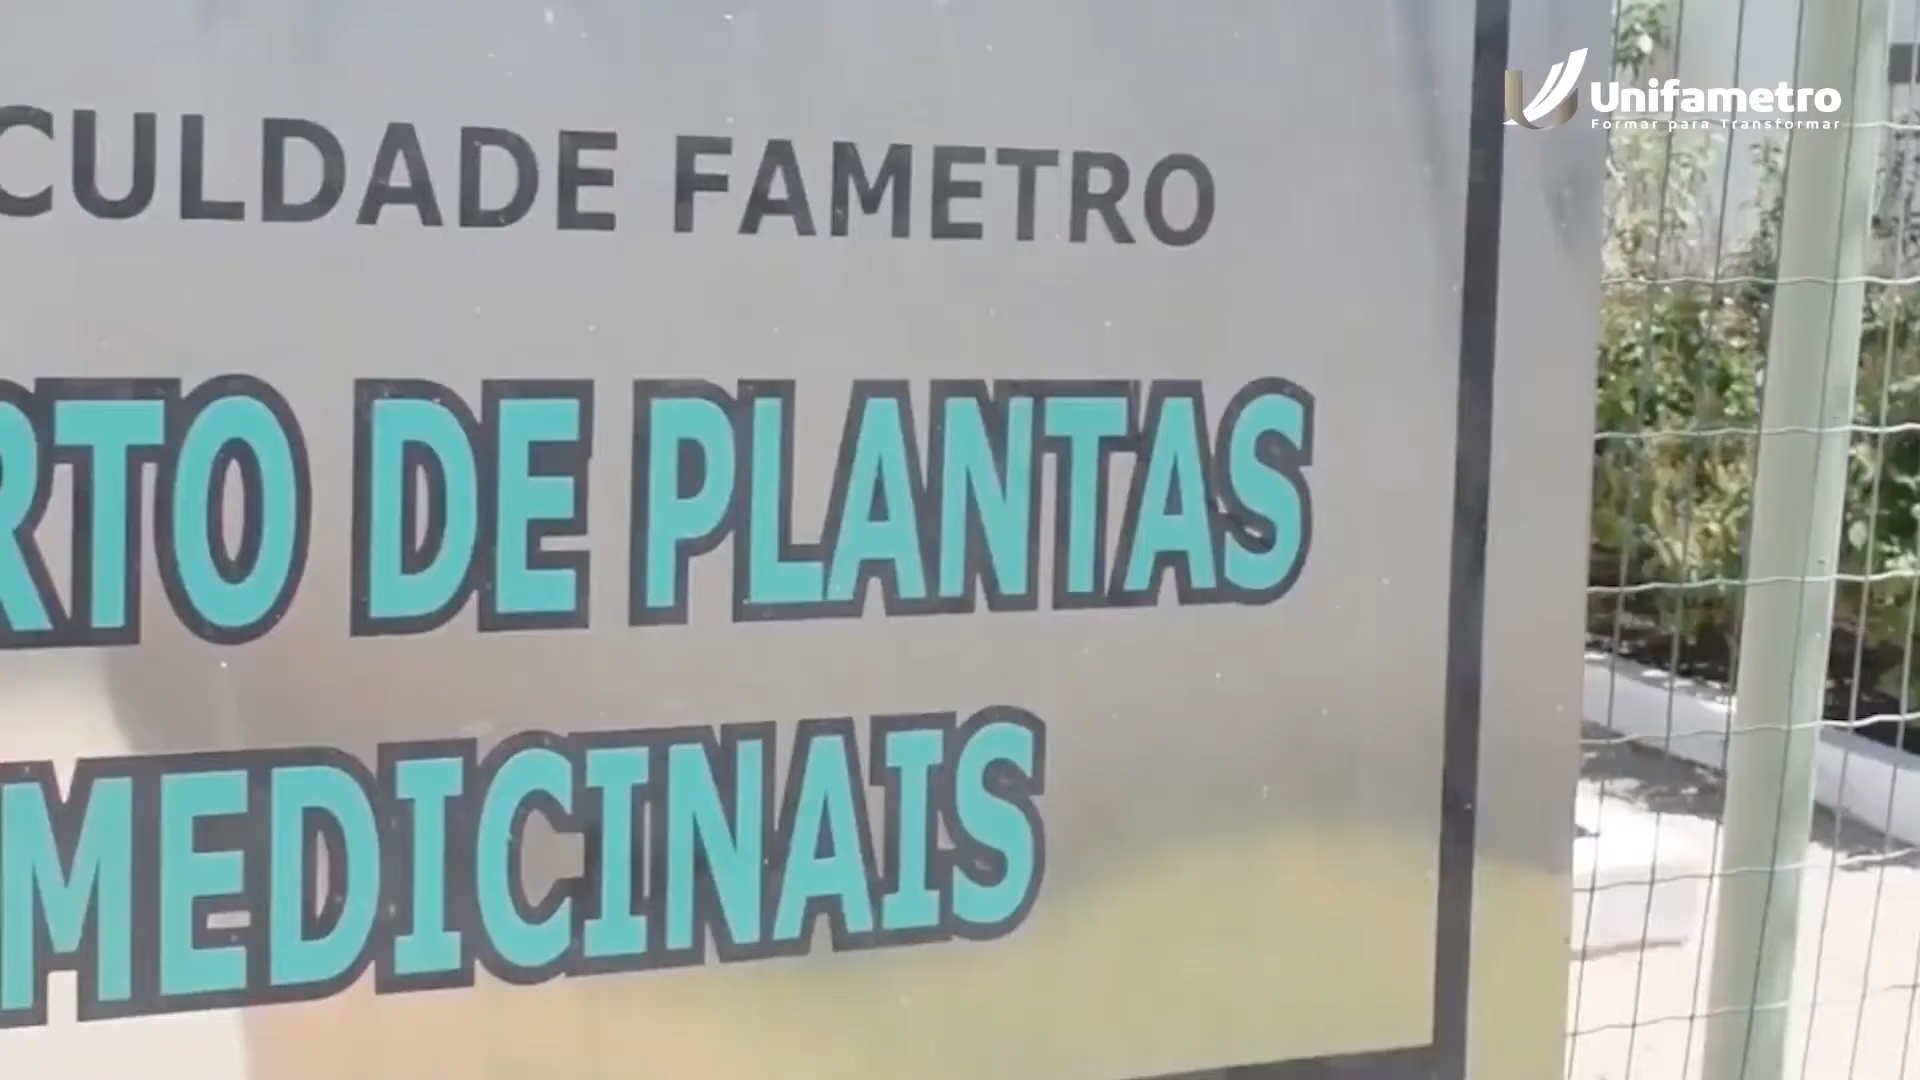 Unifametro
Formar para Transformar
CULDADE FAMETRO
RTO DE PLANTAS
MEDICINAIS